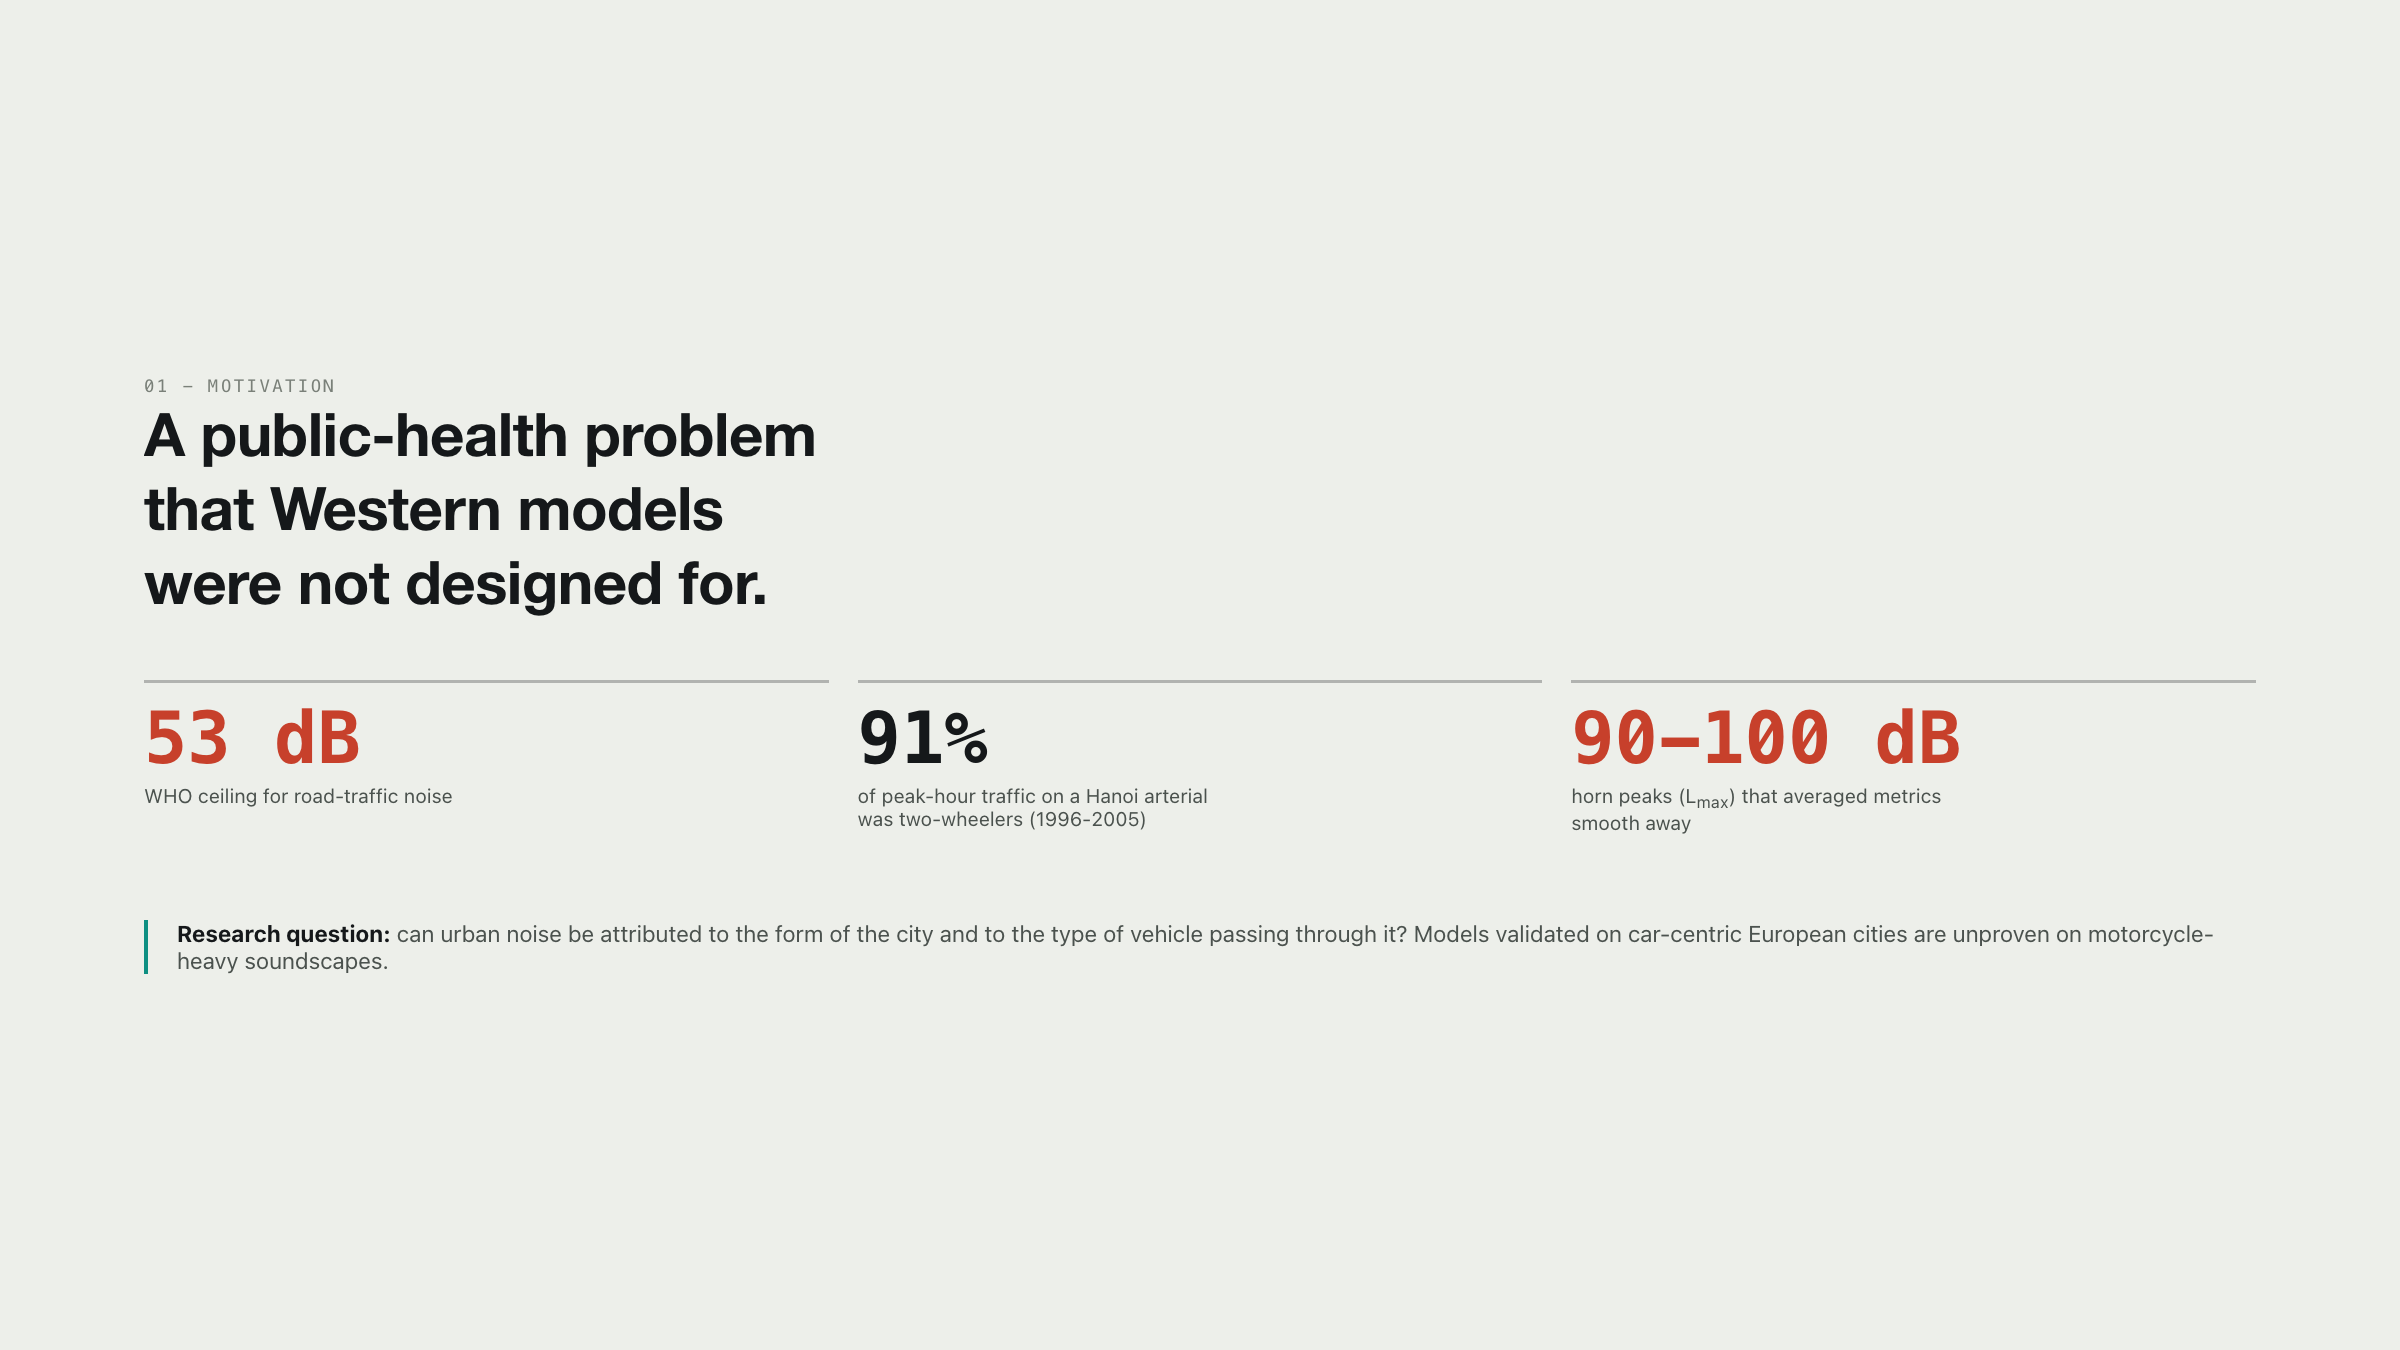 01 — MOTIVATION
A public-health problem
that Western models
were not designed for.
53 dB
WHO ceiling for road-traffic noise
91%
of peak-hour traffic on a Hanoi arterial
was two-wheelers (1996-2005)
90–100 dB
horn peaks (Lmax) that averaged metrics
smooth away
Research question: can urban noise be attributed to the form of the city and to the type of vehicle passing through it? Models validated on car-centric European cities are unproven on motorcycle-
heavy soundscapes.